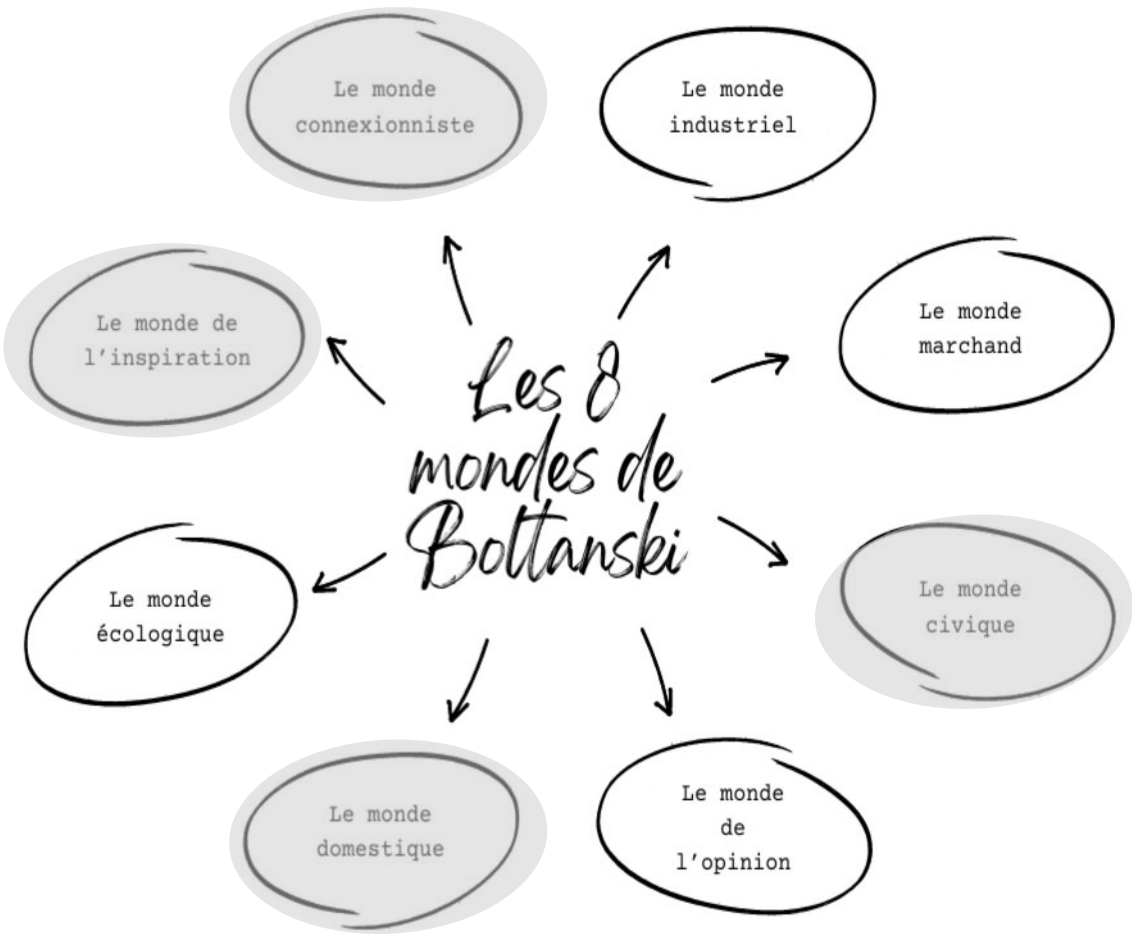 Le monde
connexionniste
Le monde
industriel
Le monde de
l'inspiration
Le monde
marchand
Les 8
mondes de
Boltanski
Le monde
écologique
Le monde
civique
Le monde
domestique
Le monde
de
l'opinion